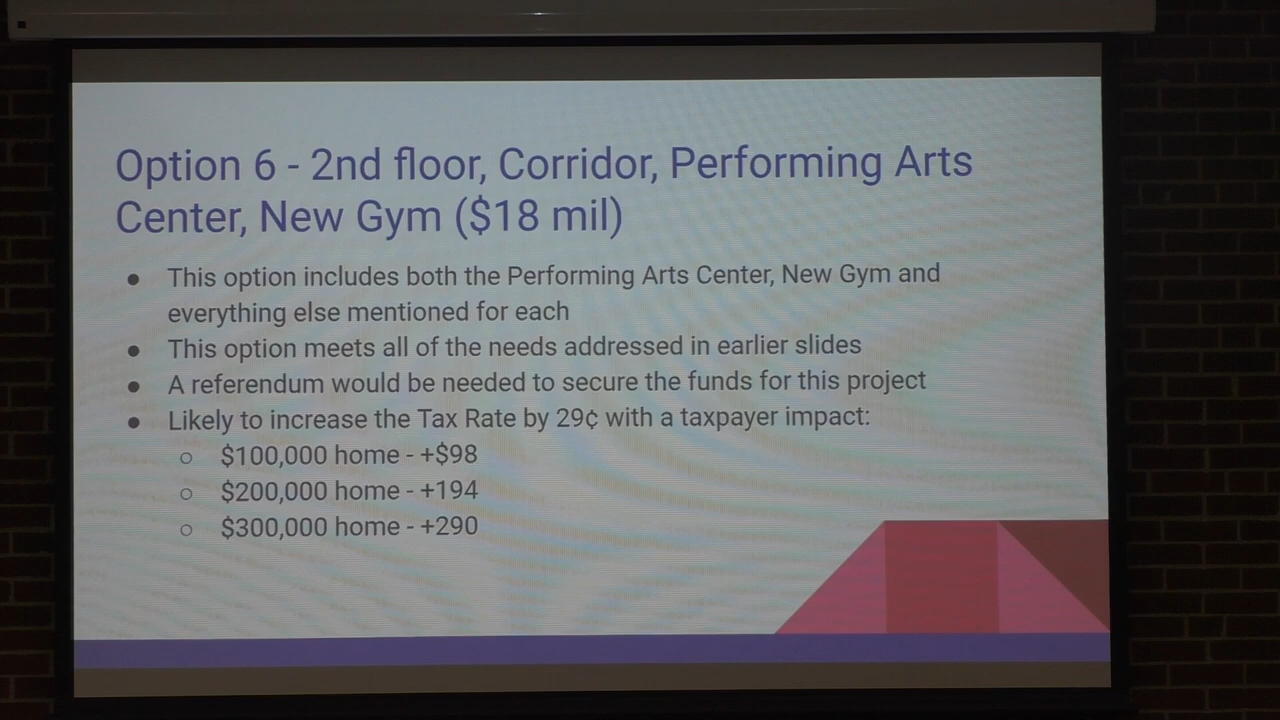 Option 6 - 2nd floor, Corridor, Performing Arts
Center, New Gym ($18 mil)
● This option includes both the Performing Arts Center, New Gym and
everything else mentioned for each
● This option meets all of the needs addressed in earlier slides
● A referendum would be needed to secure the funds for this project
● Likely to increase the Tax Rate by 29¢ with a taxpayer impact:
○ $100,000 home - +$98
○ $200,000 home - +194
○ $300,000 home - +290